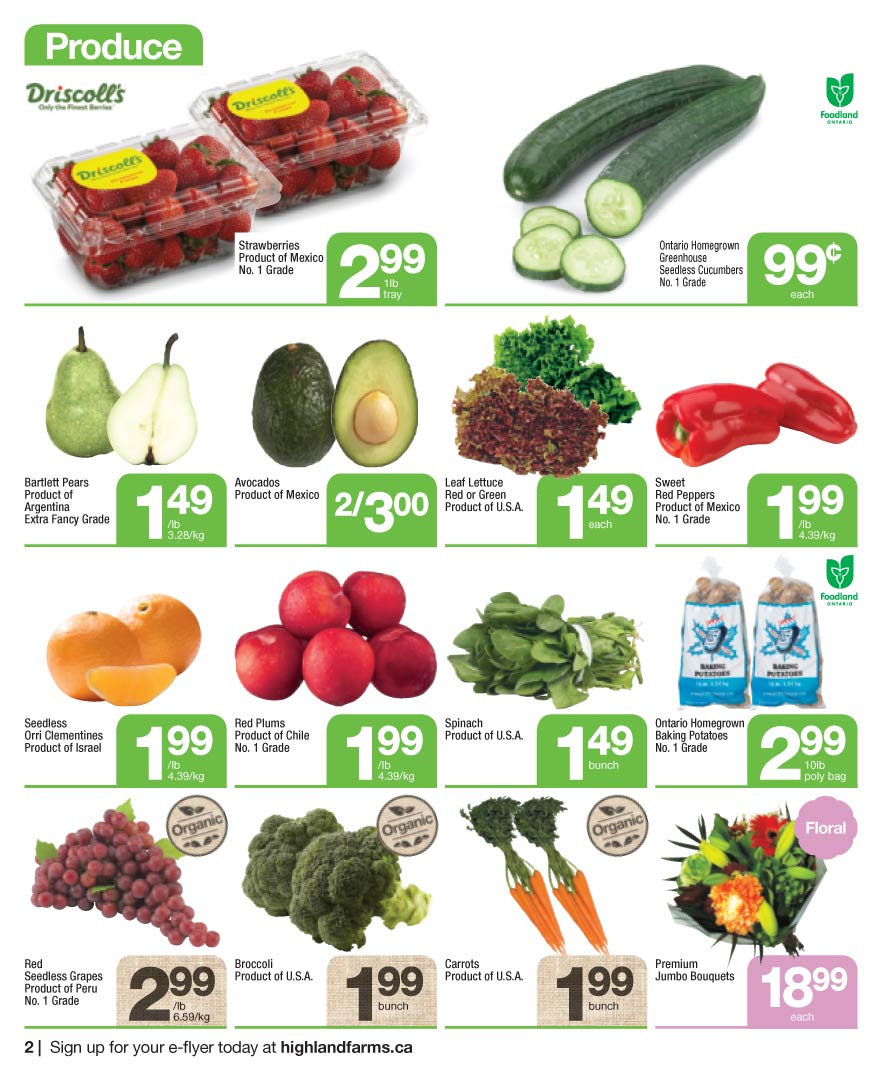 Produce
Driscoll's
Only the Finest Berries
Driscoll's
Driscoll's
Strawberries
Product of Mexico
No. 1 Grade
2.99
1lb
tray
Foodland
ONTARIO
Ontario Homegrown
Greenhouse
Seedless Cucumbers
No. 1 Grade
99¢
each
Bartlett Pears
Product of
Argentina
Extra Fancy Grade
1.49
/lb
3.28/kg
Avocados
Product of Mexico
2/3.00
Leaf Lettuce
Red or Green
Product of U.S.A.
1.49
each
Sweet
Red Peppers
Product of Mexico
No. 1 Grade
1.99
/lb
4.39/kg
Seedless
Orri Clementines
Product of Israel
1.99
/lb
4.39/kg
Red Plums
Product of Chile
No. 1 Grade
1.99
/lb
4.39/kg
Spinach
Product of U.S.A.
1.49
bunch
Foodland
ONTARIO
BAKING
POTATOES
BAKING
POTATOES
Ontario Homegrown
Baking Potatoes
No. 1 Grade
2.99
10lb
poly bag
Organic
Red
Seedless Grapes
Product of Peru
No. 1 Grade
2.99
/lb
6.59/kg
Organic
Broccoli
Product of U.S.A.
1.99
bunch
Organic
Carrots
Product of U.S.A.
1.99
bunch
Floral
Premium
Jumbo Bouquets
18.99
each
2 | Sign up for your e-flyer today at highlandfarms.ca